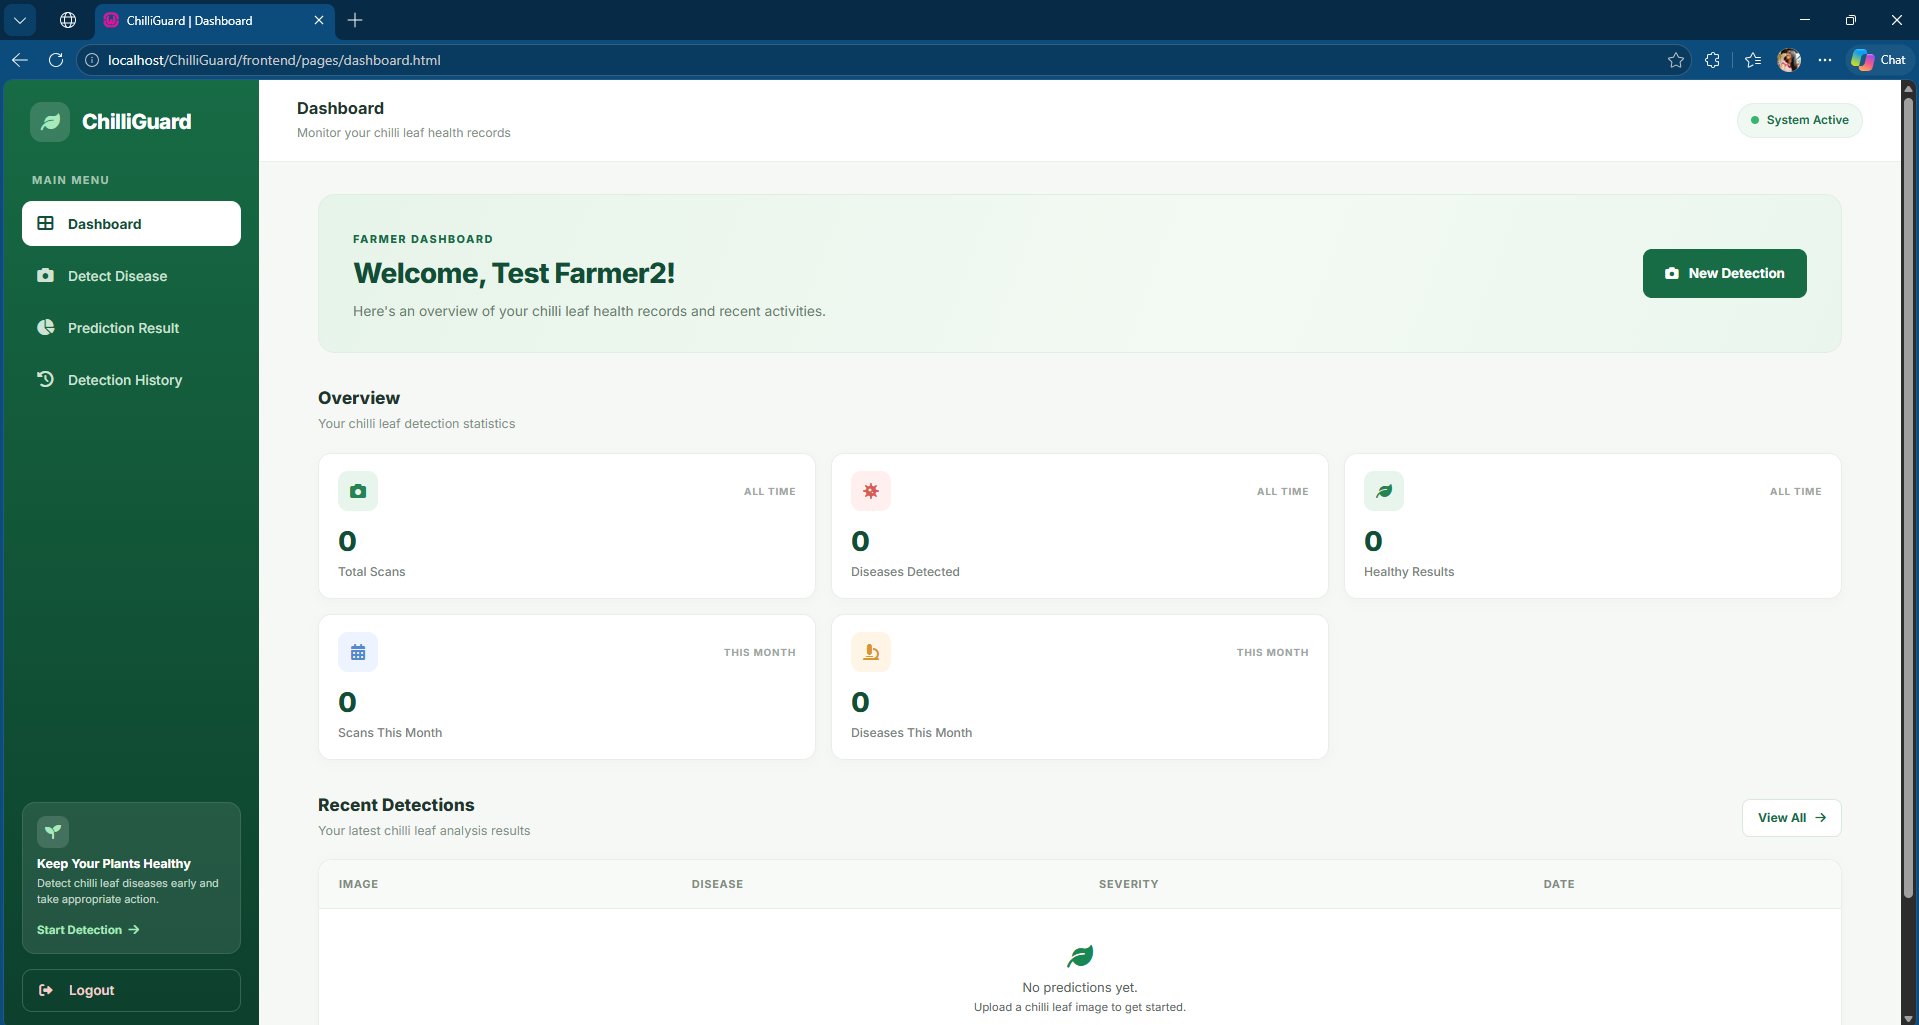 ChilliGuard | Dashboard
localhost/ChilliGuard/frontend/pages/dashboard.html
Chat
ChilliGuard
MAIN MENU
Dashboard
Detect Disease
Prediction Result
Detection History
Keep Your Plants Healthy
Detect chilli leaf diseases early and
take appropriate action.
Start Detection →
Logout
Dashboard
Monitor your chilli leaf health records
System Active
FARMER DASHBOARD
Welcome, Test Farmer2!
Here's an overview of your chilli leaf health records and recent activities.
New Detection
Overview
Your chilli leaf detection statistics
ALL TIME
0
Total Scans
ALL TIME
0
Diseases Detected
ALL TIME
0
Healthy Results
THIS MONTH
0
Scans This Month
THIS MONTH
0
Diseases This Month
Recent Detections
Your latest chilli leaf analysis results
View All →
IMAGE DISEASE SEVERITY DATE
No predictions yet.
Upload a chilli leaf image to get started.